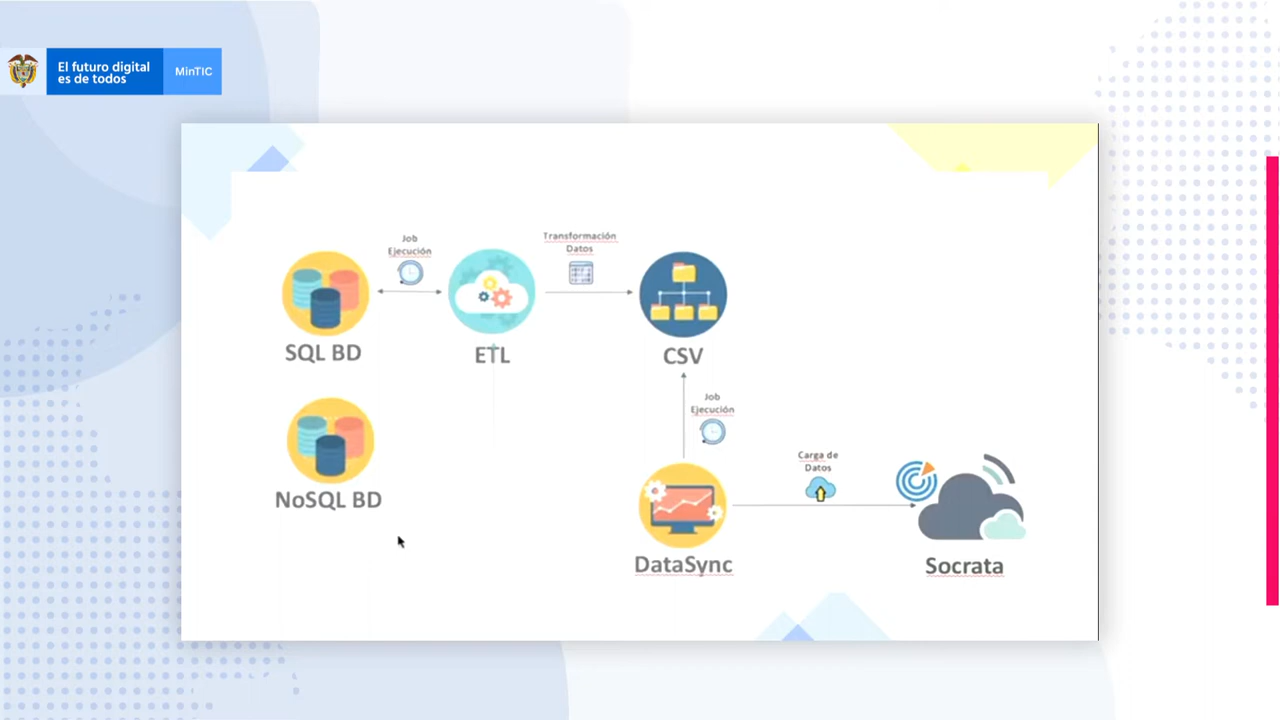 El futuro digital
es de todos
MinTIC
Job
Ejecución
Transformación
Datos
SQL BD
ETL
CSV
Job
Ejecución
NoSQL BD
Carga de
Datos
DataSync
Socrata